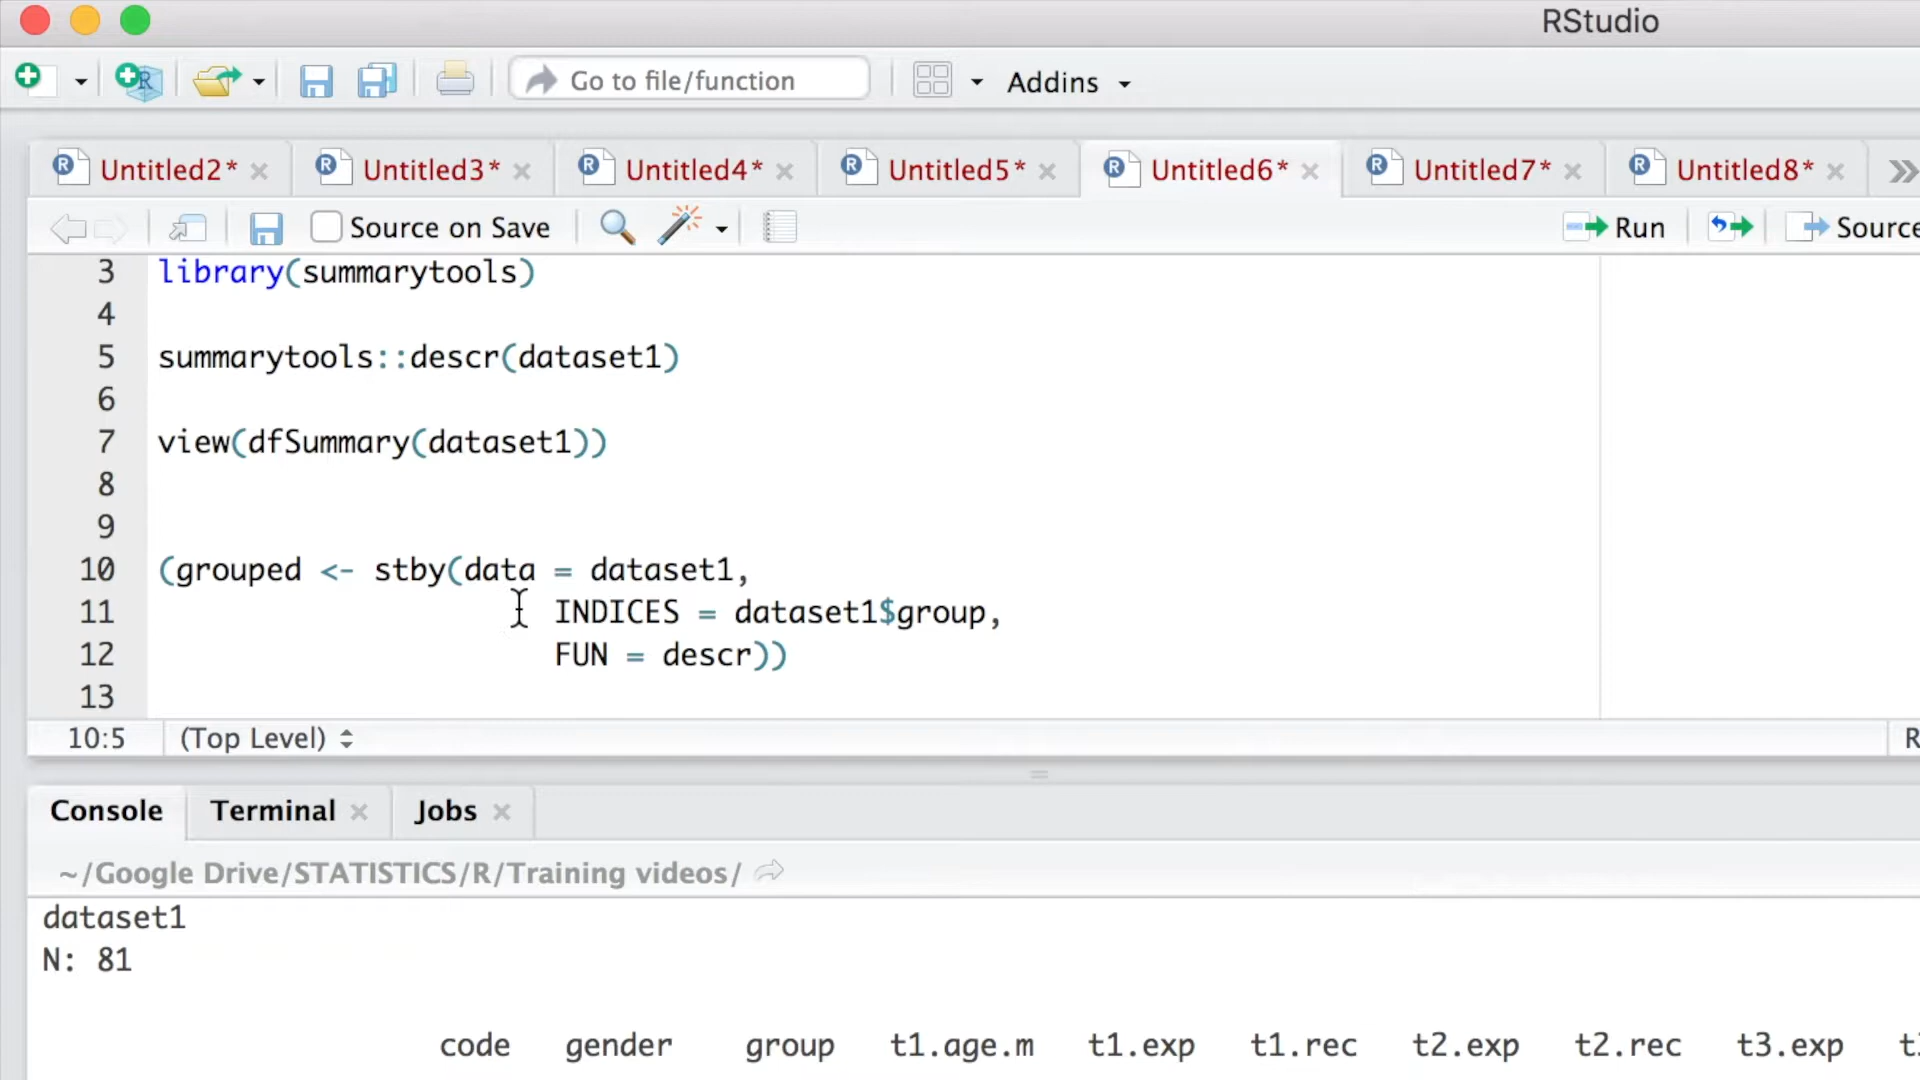 RStudio
Go to file/function
Addins
Untitled2* Untitled3* Untitled4* Untitled5* Untitled6* Untitled7* Untitled8*
Source on Save Run Source
3 library(summarytools)
4
5 summarytools::descr(dataset1)
6
7 view(dfSummary(dataset1))
8
9
10 (grouped <- stby(data = dataset1,
11 INDICES = dataset1$group,
12 FUN = descr))
13
10:5 (Top Level) R
Console Terminal Jobs
~/Google Drive/STATISTICS/R/Training videos/
dataset1
N: 81
code gender group t1.age.m t1.exp t1.rec t2.exp t2.rec t3.exp